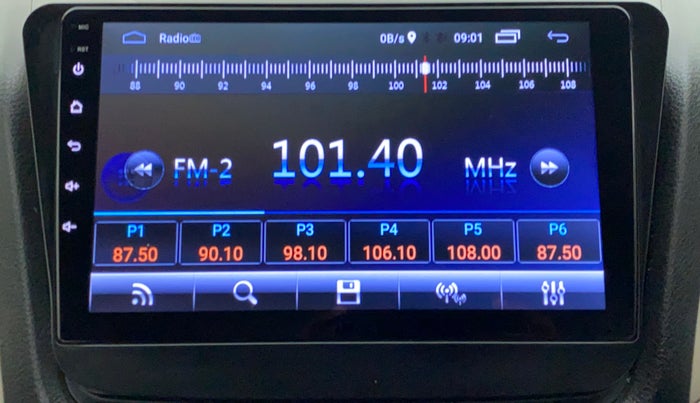 MIC
RST
Radio
0B/s
09:01
88 90 92 94 96 98 100 102 104 106 108
FM-2 101.40 MHz
P1 P2 P3 P4 P5 P6
87.50 90.10 98.10 106.10 108.00 87.50